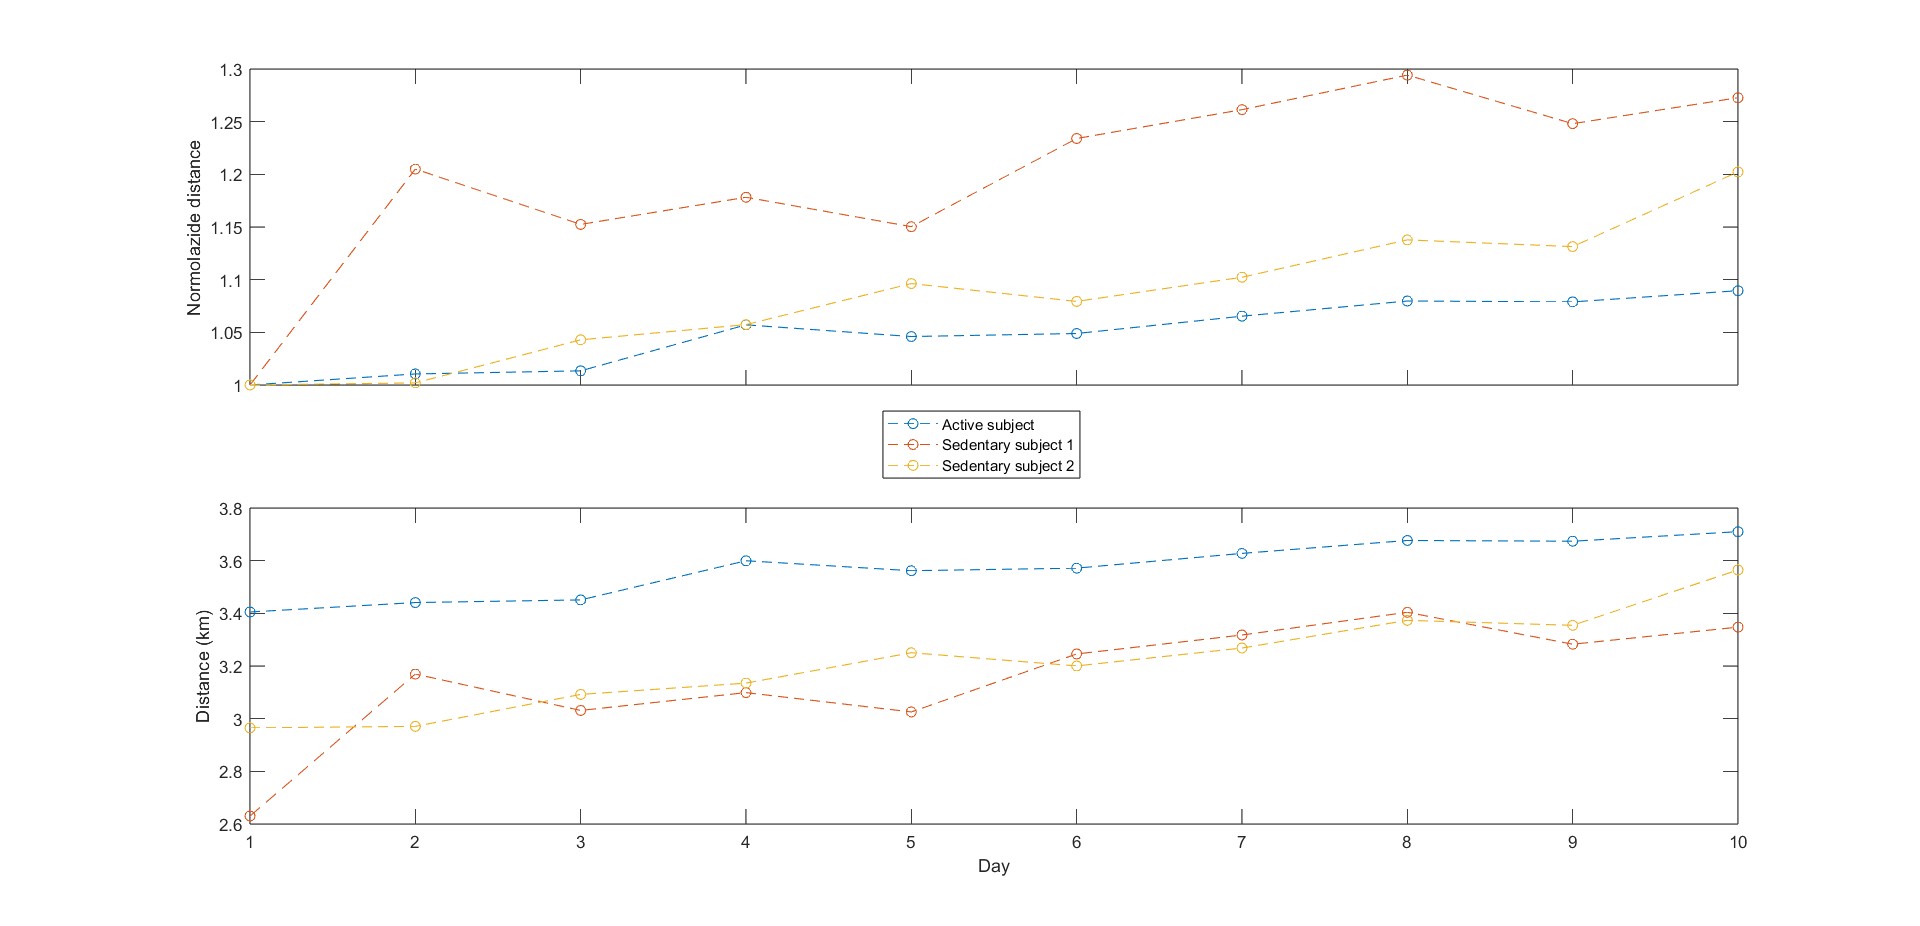 1.3
1.25
1.2
1.15
1.1
1.05
1
Normolazide distance
Active subject
Sedentary subject 1
Sedentary subject 2
3.8
3.6
3.4
3.2
3
2.8
2.6
Distance (km)
1 2 3 4 5 6 7 8 9 10
Day